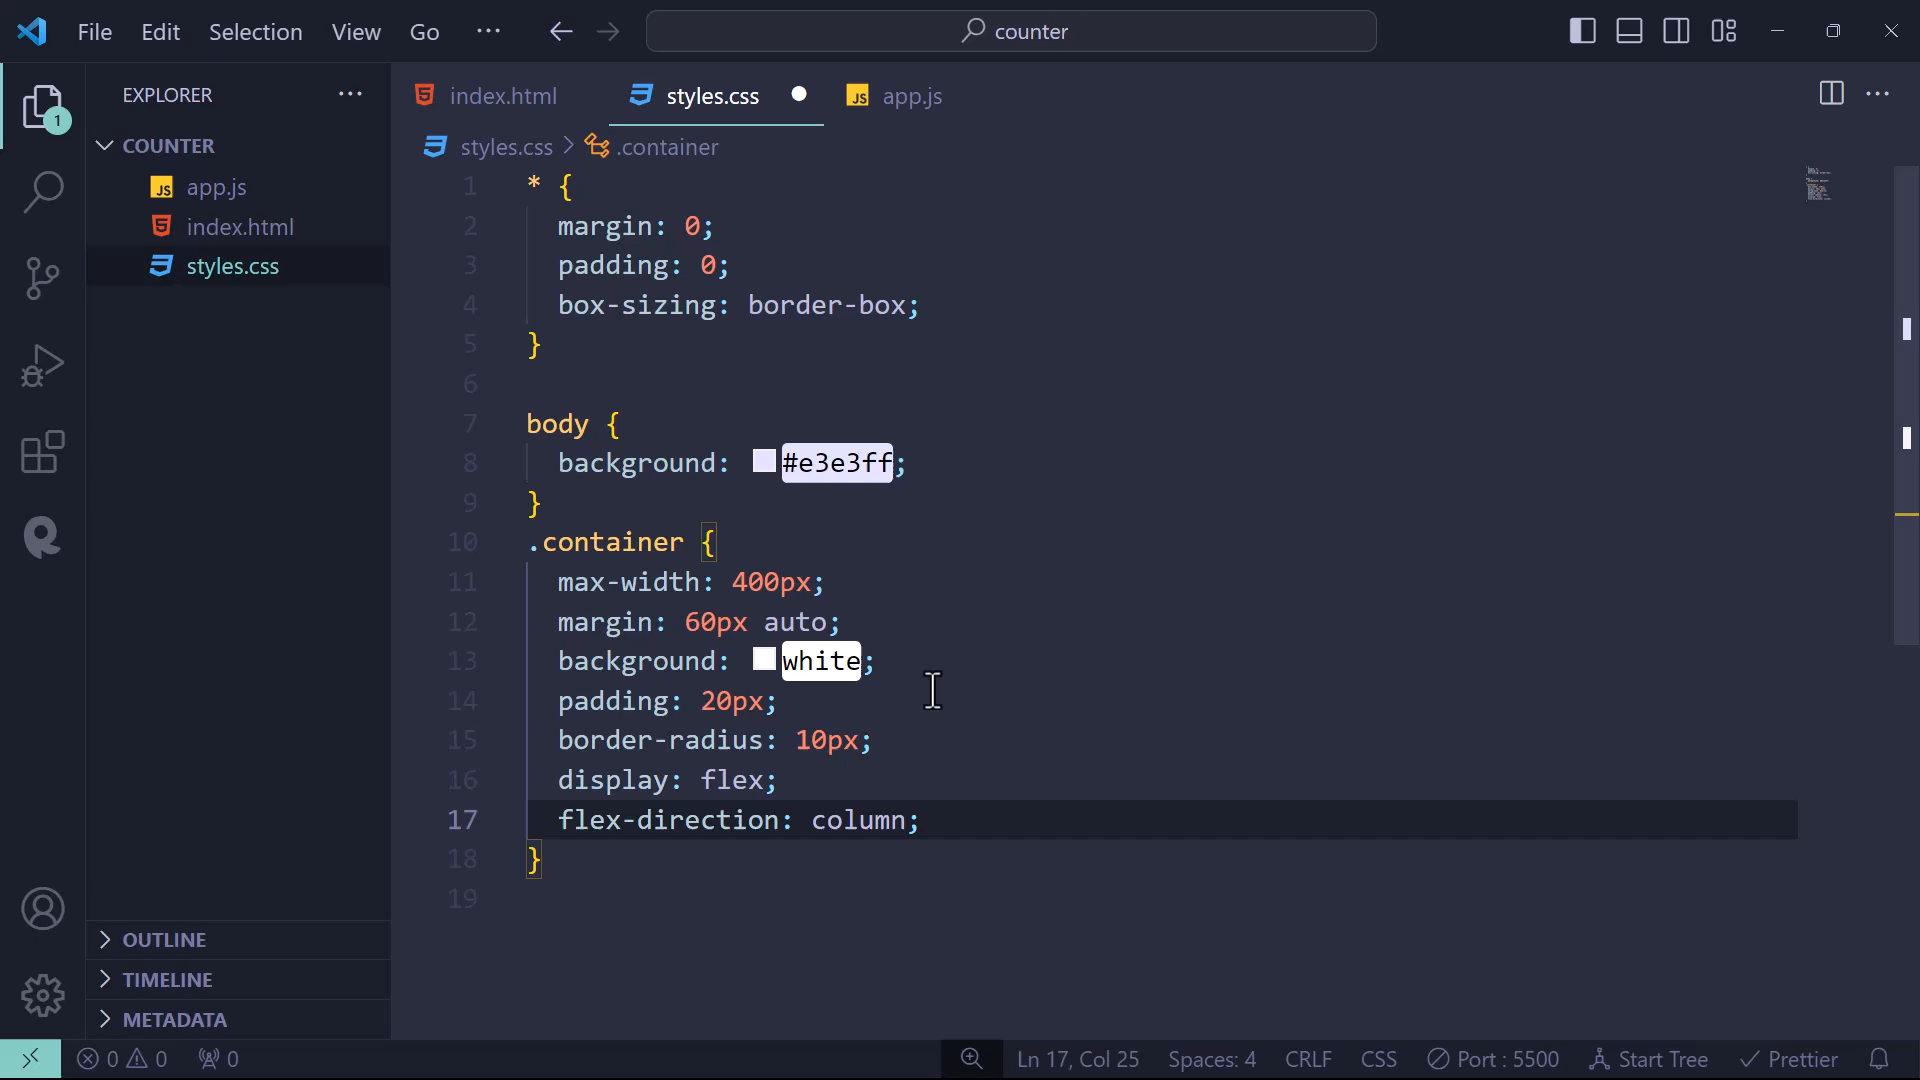 File Edit Selection View Go ··· counter
EXPLORER ···
index.html styles.css app.js ···
1
COUNTER
styles.css > .container
app.js
index.html
styles.css
1 * {
2 margin: 0;
3 padding: 0;
4 box-sizing: border-box;
5 }
6
7 body {
8 background: #e3e3ff;
9 }
10 .container {
11 max-width: 400px;
12 margin: 60px auto;
13 background: white;
14 padding: 20px;
15 border-radius: 10px;
16 display: flex;
17 flex-direction: column;
18 }
19
OUTLINE
TIMELINE
METADATA
0 0 0 Ln 17, Col 25 Spaces: 4 CRLF CSS Port : 5500 Start Tree Prettier